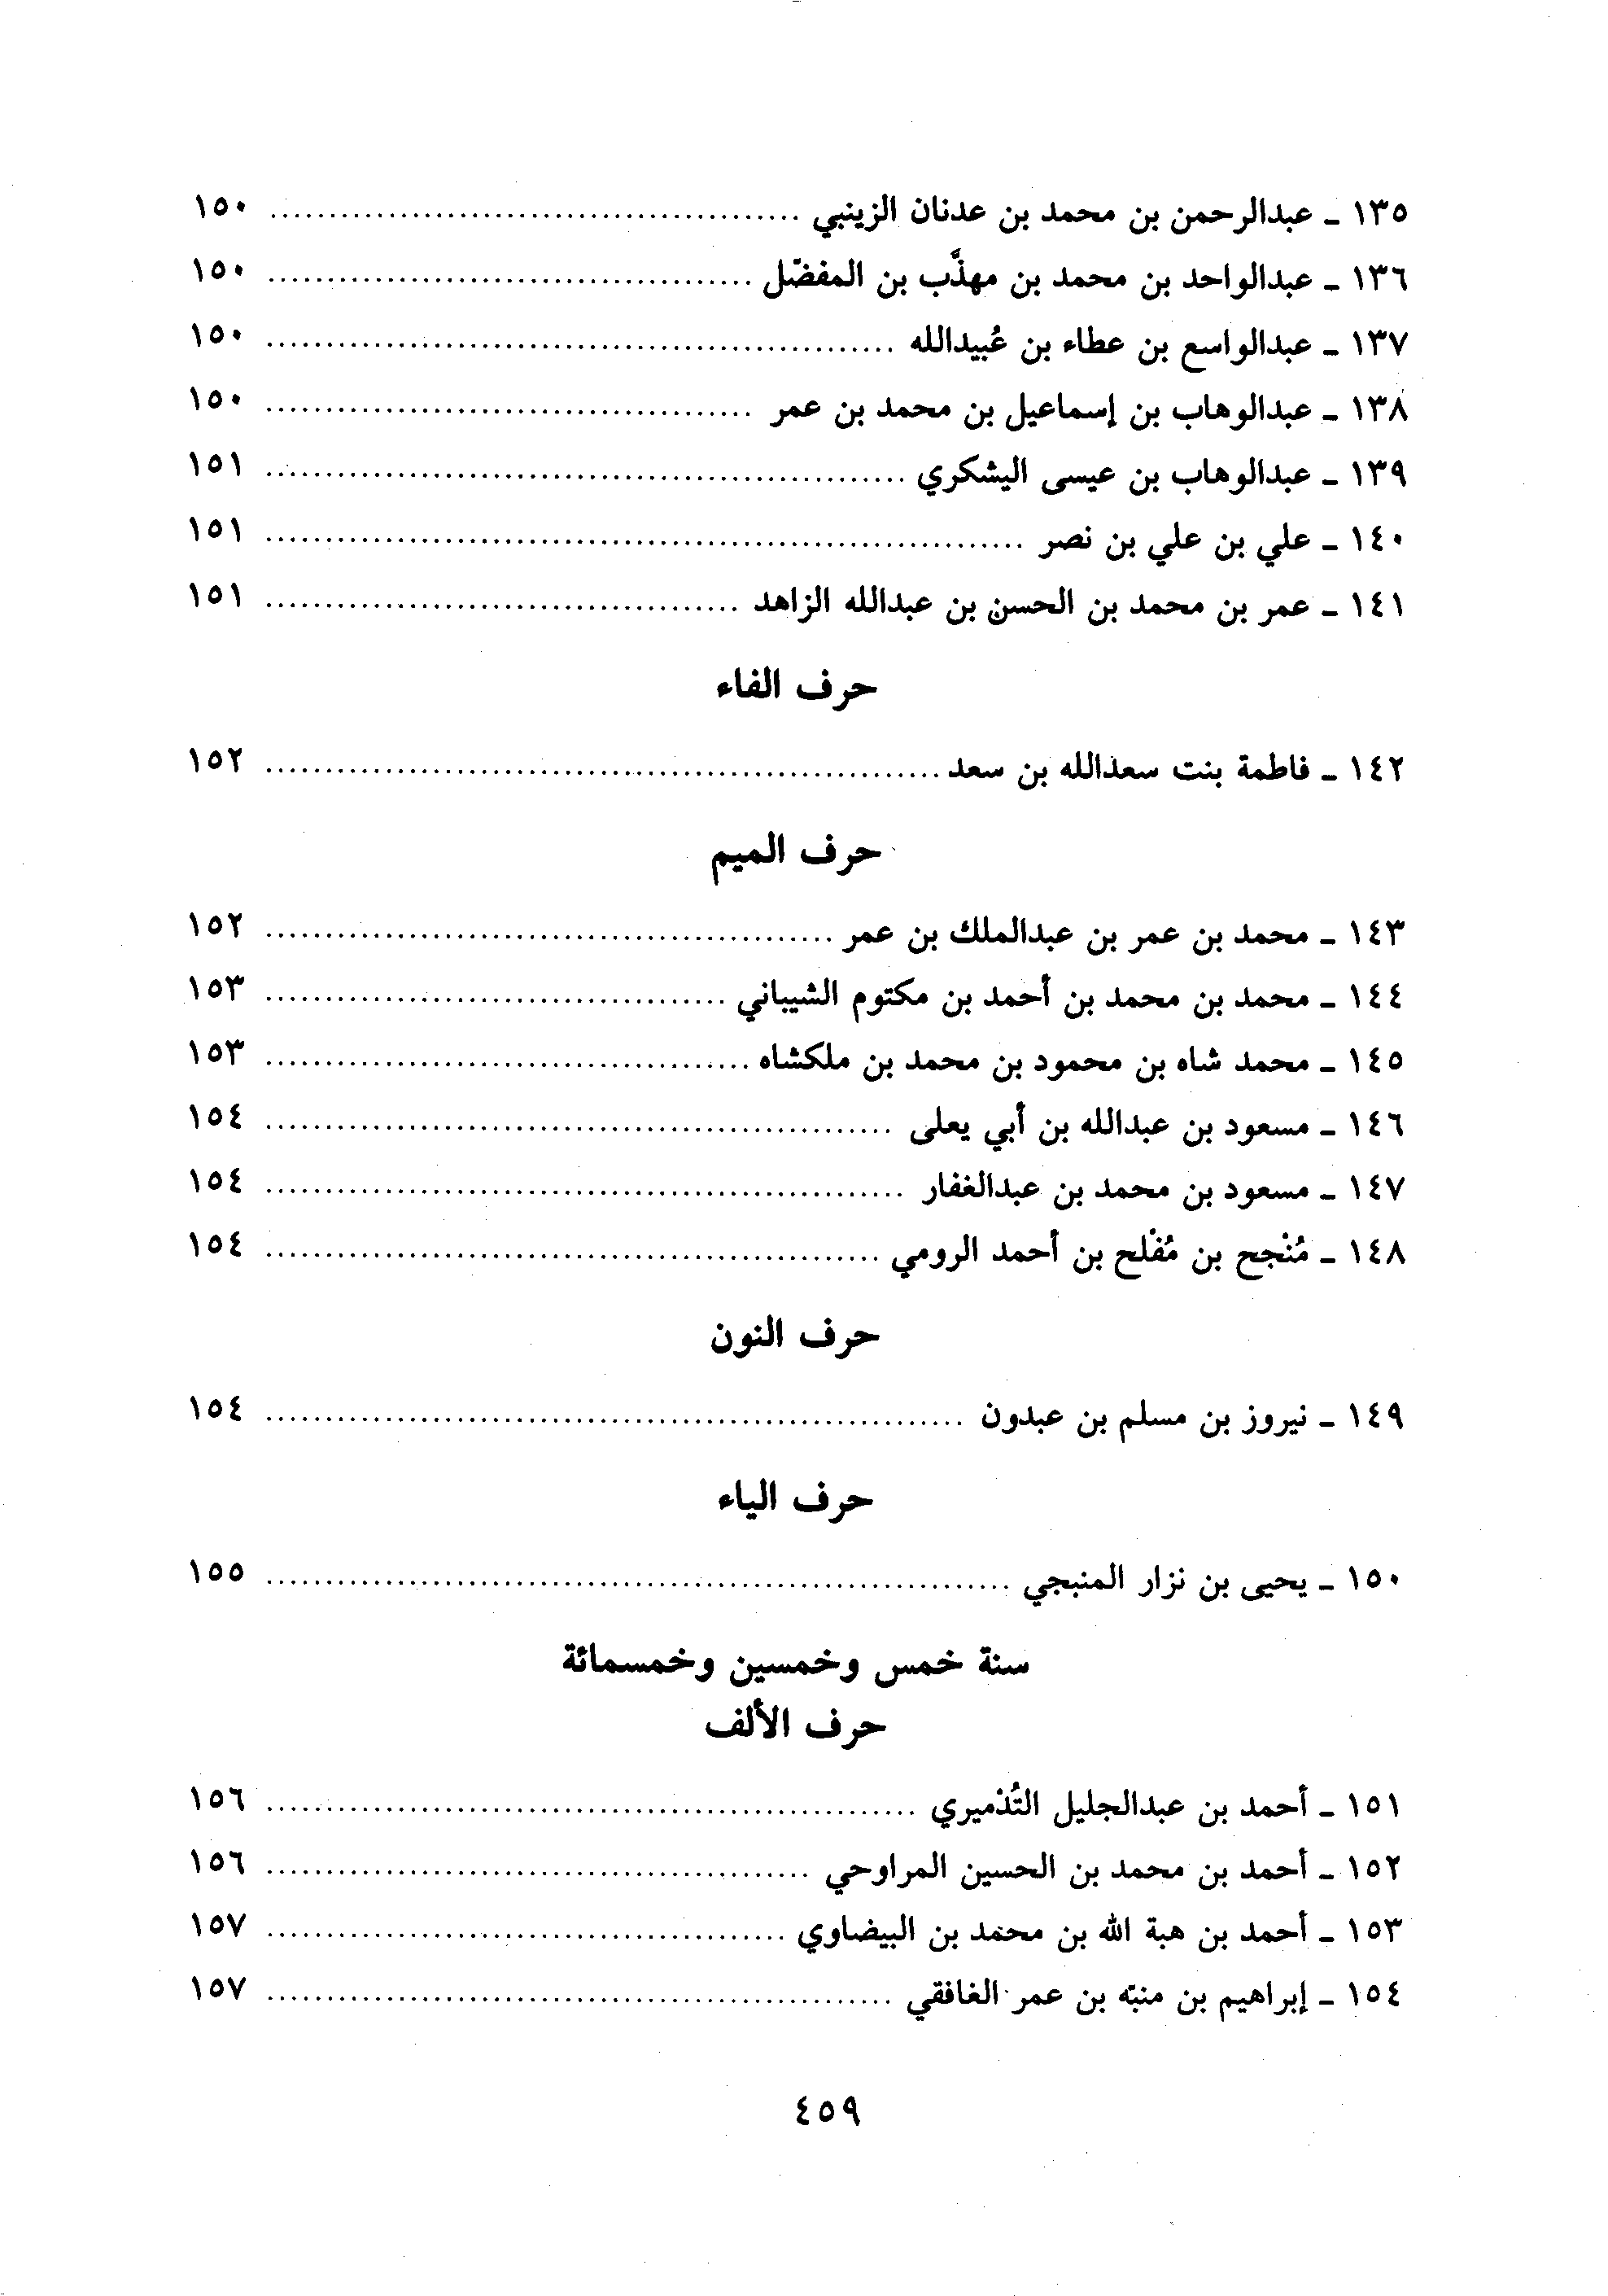 ١٣٥ ـ عبدالرحمن بن محمد بن عدنان الزينبي ............................................. ١٥٠
١٣٦ ـ عبدالواحد بن محمد بن مهذَّب بن المفضّل ......................................... ١٥٠
١٣٧ ـ عبدالواسع بن عطاء بن عُبيدالله ..................................................... ١٥٠
١٣٨ ـ عبدالوهاب بن إسماعيل بن محمد بن عمر ......................................... ١٥٠
١٣٩ ـ عبدالوهاب بن عيسى اليشكري ...................................................... ١٥١
١٤٠ ـ علي بن علي بن نصر ................................................................ ١٥١
١٤١ ـ عمر بن محمد بن الحسن بن عبدالله الزاهد ........................................ ١٥١
حرف الفاء
١٤٢ ـ فاطمة بنت سعدالله بن سعد ......................................................... ١٥٢
حرف الميم
١٤٣ ـ محمد بن عمر بن عبدالملك بن عمر ................................................ ١٥٢
١٤٤ ـ محمد بن محمد بن أحمد بن مكتوم الشيباني ....................................... ١٥٣
١٤٥ ـ محمد شاه بن محمود بن محمد بن ملكشاه ......................................... ١٥٣
١٤٦ ـ مسعود بن عبدالله بن أبي يعلى ..................................................... ١٥٤
١٤٧ ـ مسعود بن محمد بن عبدالغفار ...................................................... ١٥٤
١٤٨ ـ مُنْجح بن مُفْلح بن أحمد الرومي .................................................... ١٥٤
حرف النون
١٤٩ ـ نيروز بن مسلم بن عبدون ........................................................... ١٥٤
حرف الياء
١٥٠ ـ يحيى بن نزار المنبجي ............................................................... ١٥٥
سنة خمس وخمسين وخمسمائة
حرف الألف
١٥١ ـ أحمد بن عبدالجليل التُدْميري ....................................................... ١٥٦
١٥٢ ـ أحمد بن محمد بن الحسين المراوحي .............................................. ١٥٦
١٥٣ ـ أحمد بن هبة الله بن محمد بن البيضاوي ............................................ ١٥٧
١٥٤ ـ إبراهيم بن منبّه بن عمر الغافقي ..................................................... ١٥٧
٤٥٩